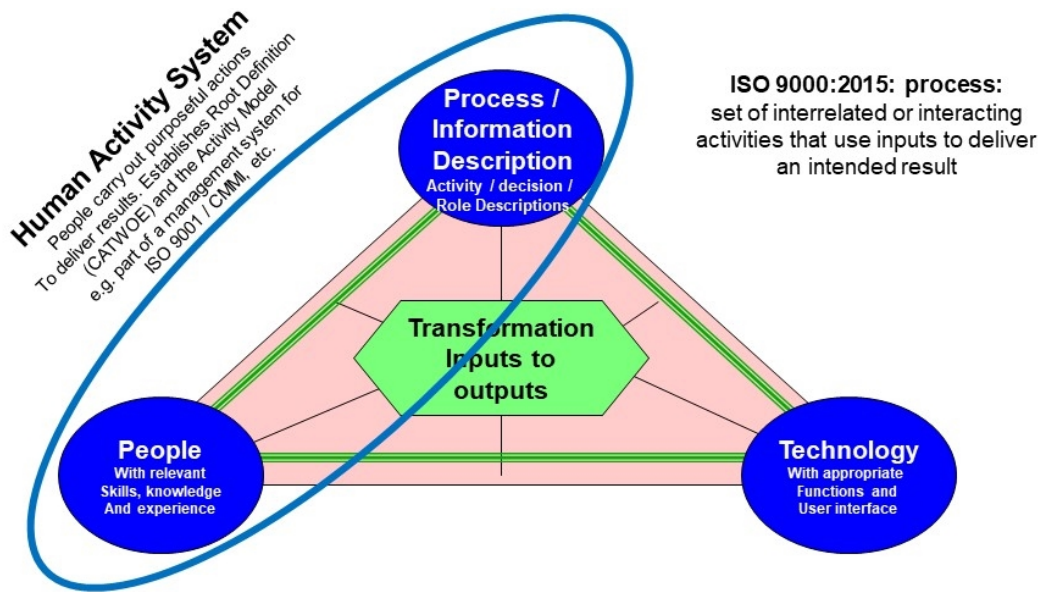 Human Activity System
People carry out purposeful actions
To deliver results. Establishes Root Definition
(CATWOE) and the Activity Model
e.g. part of a management system for
ISO 9001 / CMMI, etc.
Process /
Information
Description
Activity / decision /
Role Descriptions
ISO 9000:2015: process:
set of interrelated or interacting
activities that use inputs to deliver
an intended result
Transformation
Inputs to
outputs
People
With relevant
Skills, knowledge
And experience
Technology
With appropriate
Functions and
User interface